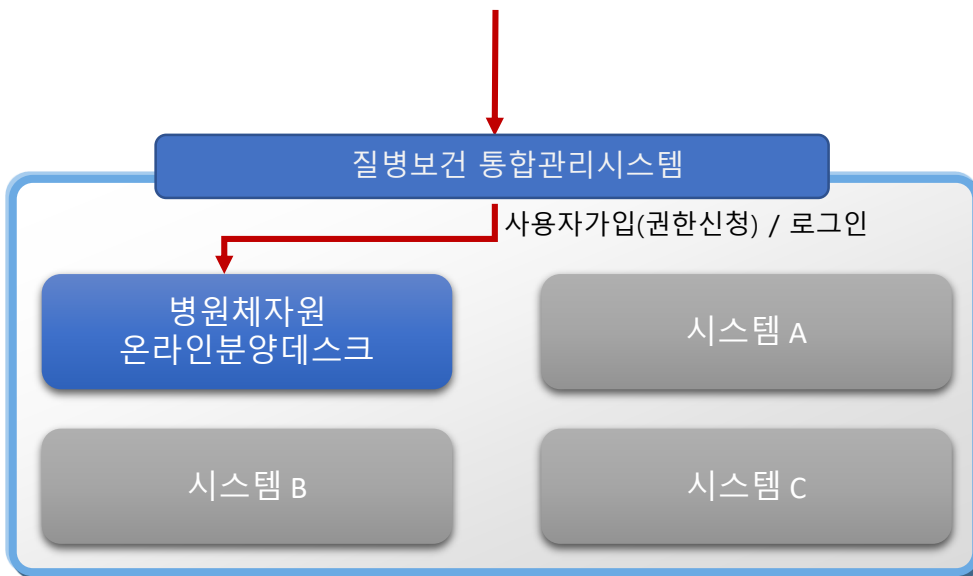 질병보건 통합관리시스템
사용자가입(권한신청) / 로그인
병원체자원
온라인분양데스크
시스템 A
시스템 B
시스템 C